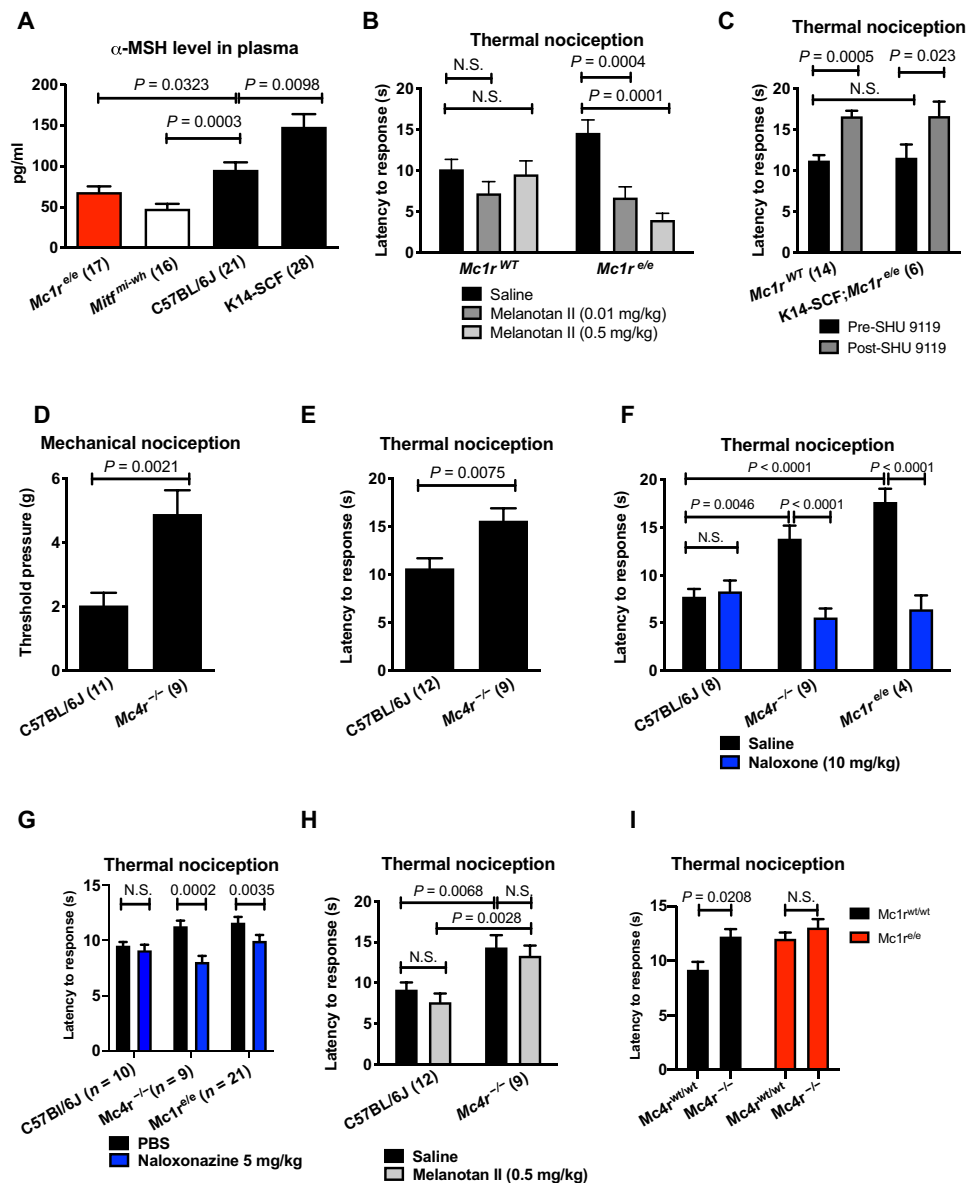 A
α-MSH level in plasma
P = 0.0323
P = 0.0098
P = 0.0003
pg/ml
200
150
100
50
0
Mc1r e/e (17)
Mitf mi-wh (16)
C57BL/6J (21)
K14-SCF (28)
B
Thermal nociception
N.S.
P = 0.0004
N.S.
P = 0.0001
Latency to response (s)
20
15
10
5
0
Mc1r WT
Mc1r e/e
Saline
Melanotan II (0.01 mg/kg)
Melanotan II (0.5 mg/kg)
C
Thermal nociception
P = 0.0005
P = 0.023
N.S.
Latency to response (s)
20
15
10
5
0
Mc1r WT (14)
K14-SCF;Mc1r e/e (6)
Pre-SHU 9119
Post-SHU 9119
D
Mechanical nociception
P = 0.0021
Threshold pressure (g)
6
4
2
0
C57BL/6J (11)
Mc4r −/− (9)
E
Thermal nociception
P = 0.0075
Latency to response (s)
20
15
10
5
0
C57BL/6J (12)
Mc4r −/− (9)
F
Thermal nociception
P < 0.0001
P < 0.0001
P = 0.0046
< 0.0001
N.S.
Latency to response (s)
20
15
10
5
0
C57BL/6J (8)
Mc4r −/− (9)
Mc1r e/e (4)
Saline
Naloxone (10 mg/kg)
G
Thermal nociception
N.S.
0.0002
0.0035
Latency to response (s)
15
10
5
0
C57Bl/6J (n = 10)
Mc4r −/− (n = 9)
Mc1r e/e (n = 21)
PBS
Naloxonazine 5 mg/kg
H
Thermal nociception
P = 0.0068
N.S.
P = 0.0028
N.S.
Latency to response (s)
20
15
10
5
0
C57BL/6J (12)
Mc4r −/− (9)
Saline
Melanotan II (0.5 mg/kg)
I
Thermal nociception
P = 0.0208
N.S.
Latency to response (s)
15
10
5
0
Mc4r wt/wt
Mc4r −/−
Mc4r wt/wt
Mc4r −/−
Mc1r wt/wt
Mc1r e/e